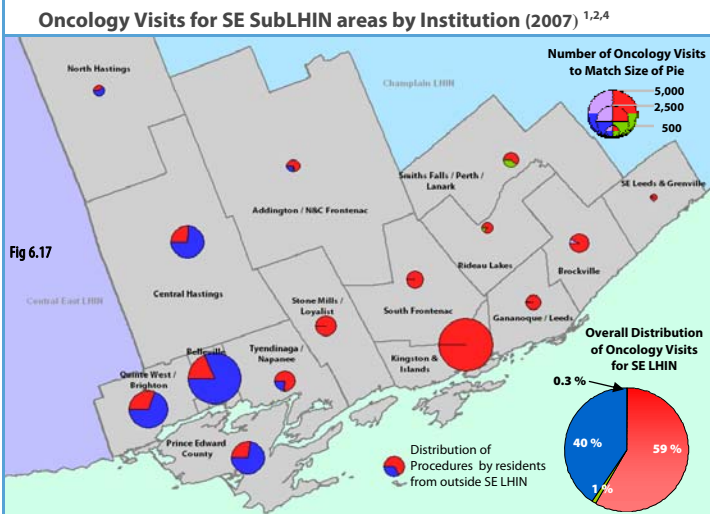 Oncology Visits for SE SubLHIN areas by Institution (2007) 1,2,4
Number of Oncology Visits
to Match Size of Pie
5,000
2,500
500
North Hastings
Champlain LHIN
Smiths Falls / Perth /
Lanark
SE Leeds & Grenville
Addington / N&C Frontenac
Fig 6.17
Rideau Lakes
Brockville
Central East LHIN
Central Hastings
Stone Mills /
Loyalist
South Frontenac
Gananoque / Leeds
Belleville
Tyendinaga /
Napanee
Kingston &
Islands
Quinte West /
Brighton
Prince Edward
County
Distribution of
Procedures by residents
from outside SE LHIN
Overall Distribution
of Oncology Visits
for SE LHIN
0.3 %
40 %
59 %
1 %